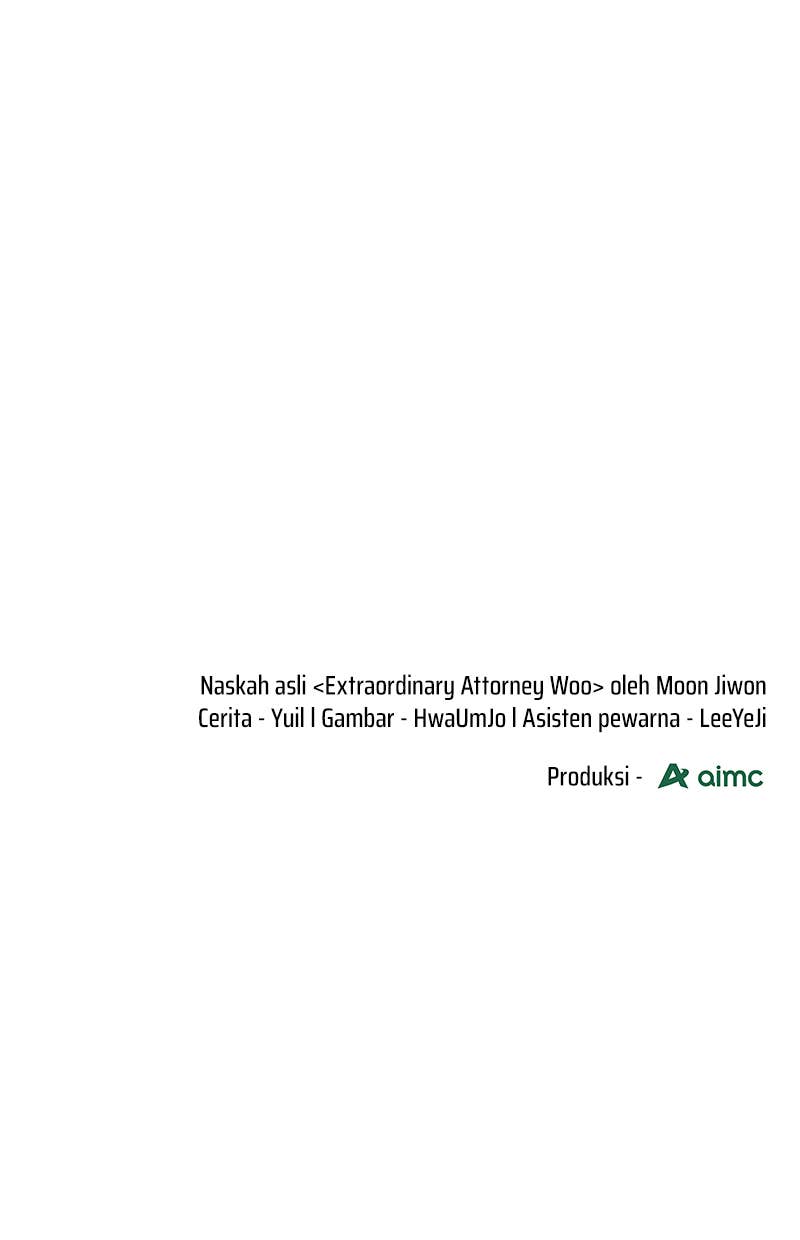 Naskah asli <Extraordinary Attorney Woo> oleh Moon Jiwon
Cerita - Yuil l Gambar - HwaUmJo l Asisten pewarna - LeeYeJi
Produksi - aimc